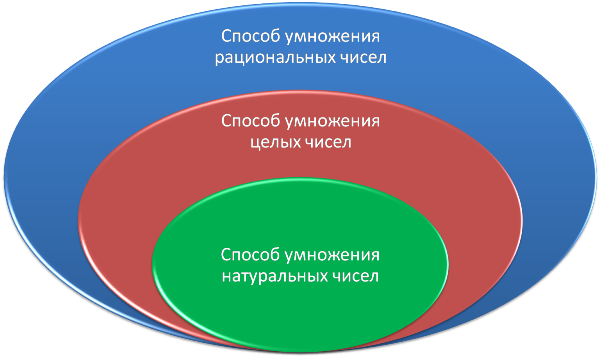 Способ умножения
рациональных чисел
Способ умножения
целых чисел
Способ умножения
натуральных чисел